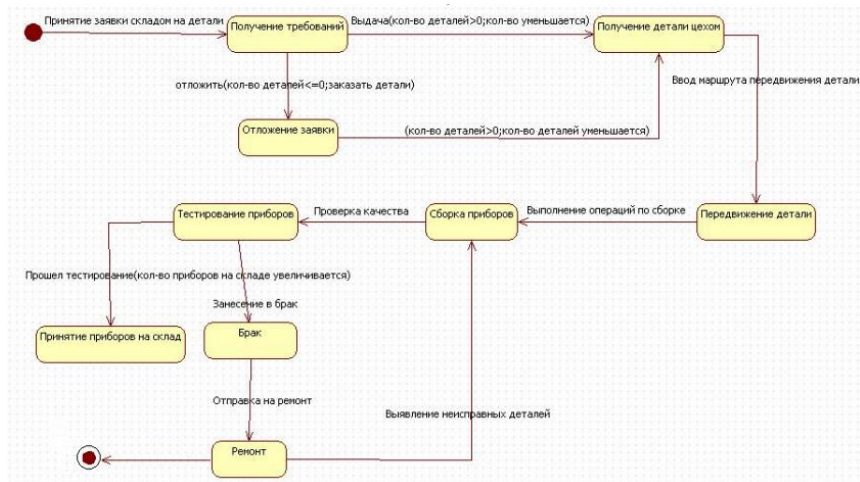 Принятие заявки складом на детали
Получение требований
Выдача(кол-во деталей>0;кол-во уменьшается)
Получение детали цехом
отложить(кол-во деталей<=0;заказать детали)
Ввод маршрута передвижения детали
Отложение заявки
(кол-во деталей>0;кол-во деталей уменьшается)
Тестирование приборов
Проверка качества
Сборка приборов
Выполнение операций по сборке
Передвижение детали
Прошел тестирование(кол-во приборов на складе увеличивается)
Занесение в брак
Принятие приборов на склад
Брак
Отправка на ремонт
Выявление неисправных деталей
Ремонт